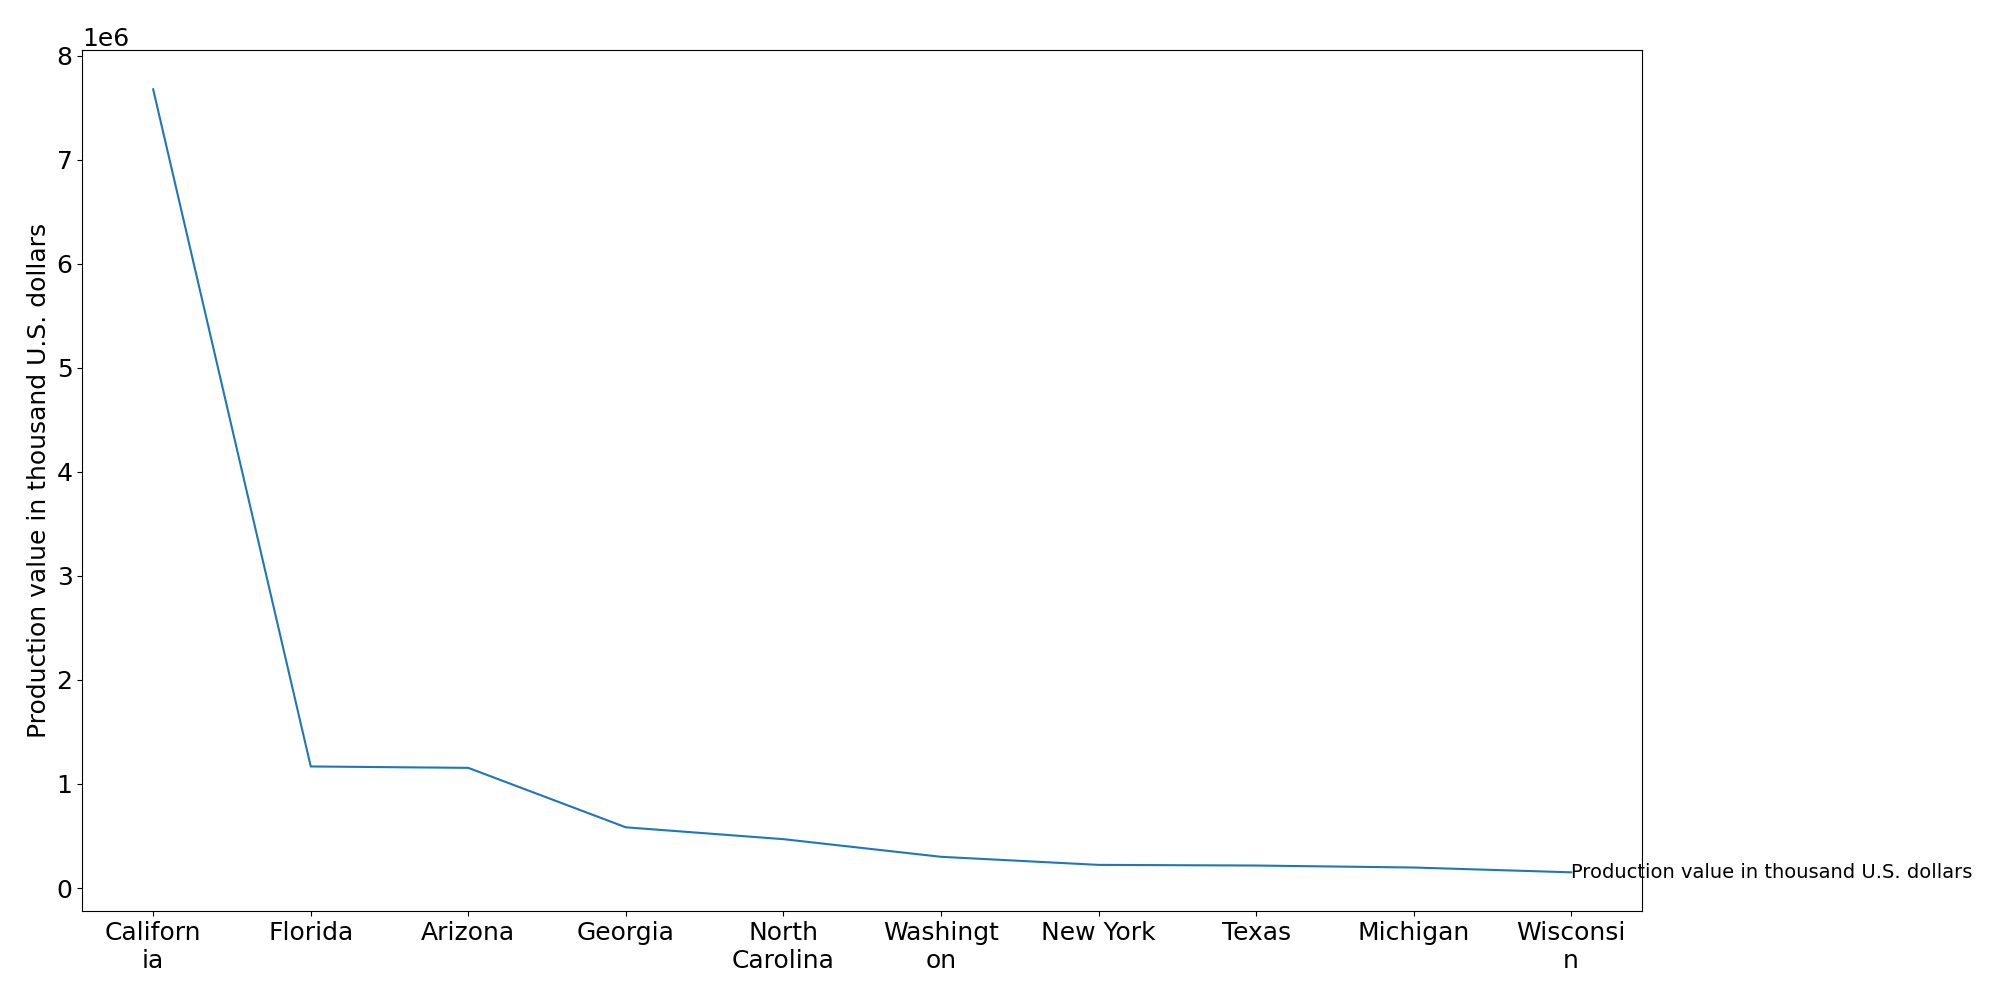 1e6
8
7
6
5
4
3
2
1
0
Production value in thousand U.S. dollars
Production value in thousand U.S. dollars
Californ
ia
Florida
Arizona
Georgia
North
Carolina
Washingt
on
New York
Texas
Michigan
Wisconsi
n